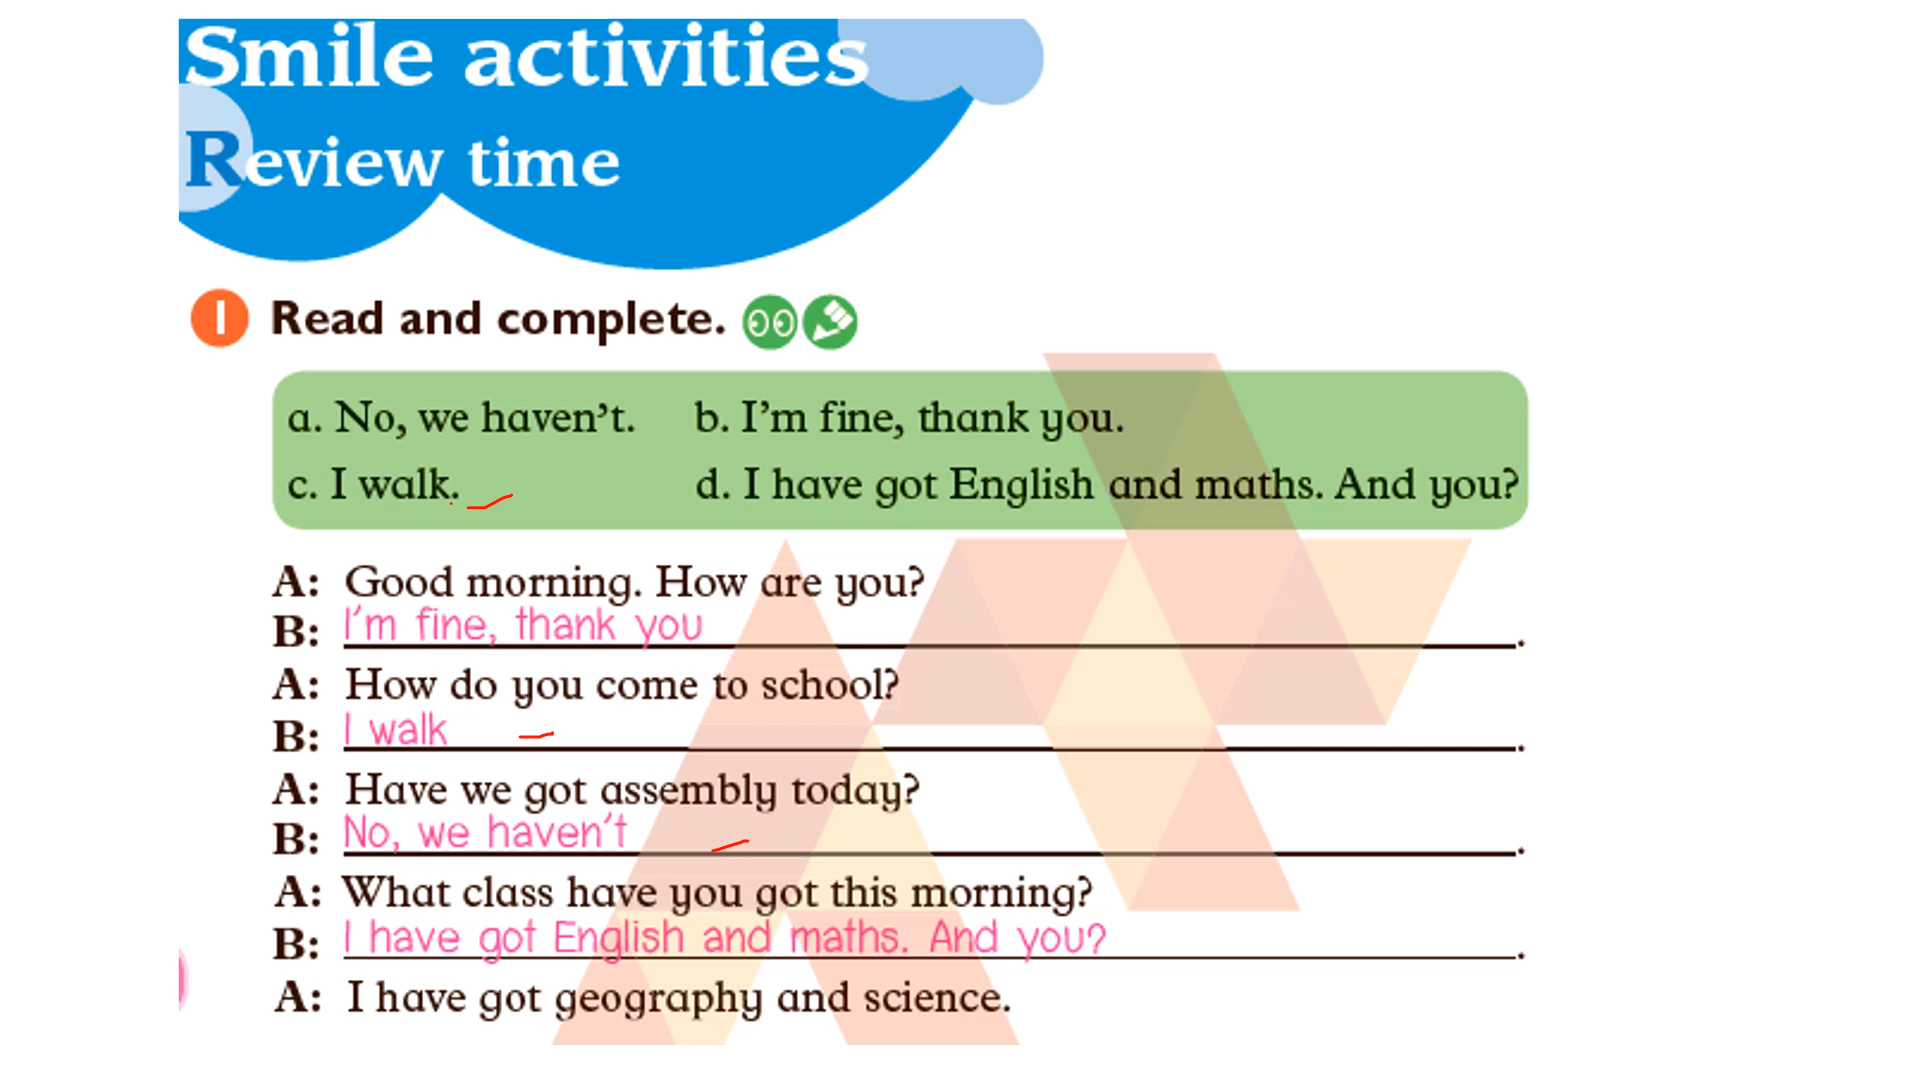 Smile activities
Review time
1 Read and complete.
a. No, we haven't. b. I'm fine, thank you.
c. I walk. d. I have got English and maths. And you?
A: Good morning. How are you?
B: I'm fine, thank you.
A: How do you come to school?
B: I walk.
A: Have we got assembly today?
B: No, we haven't.
A: What class have you got this morning?
B: I have got English and maths. And you? .
A: I have got geography and science.